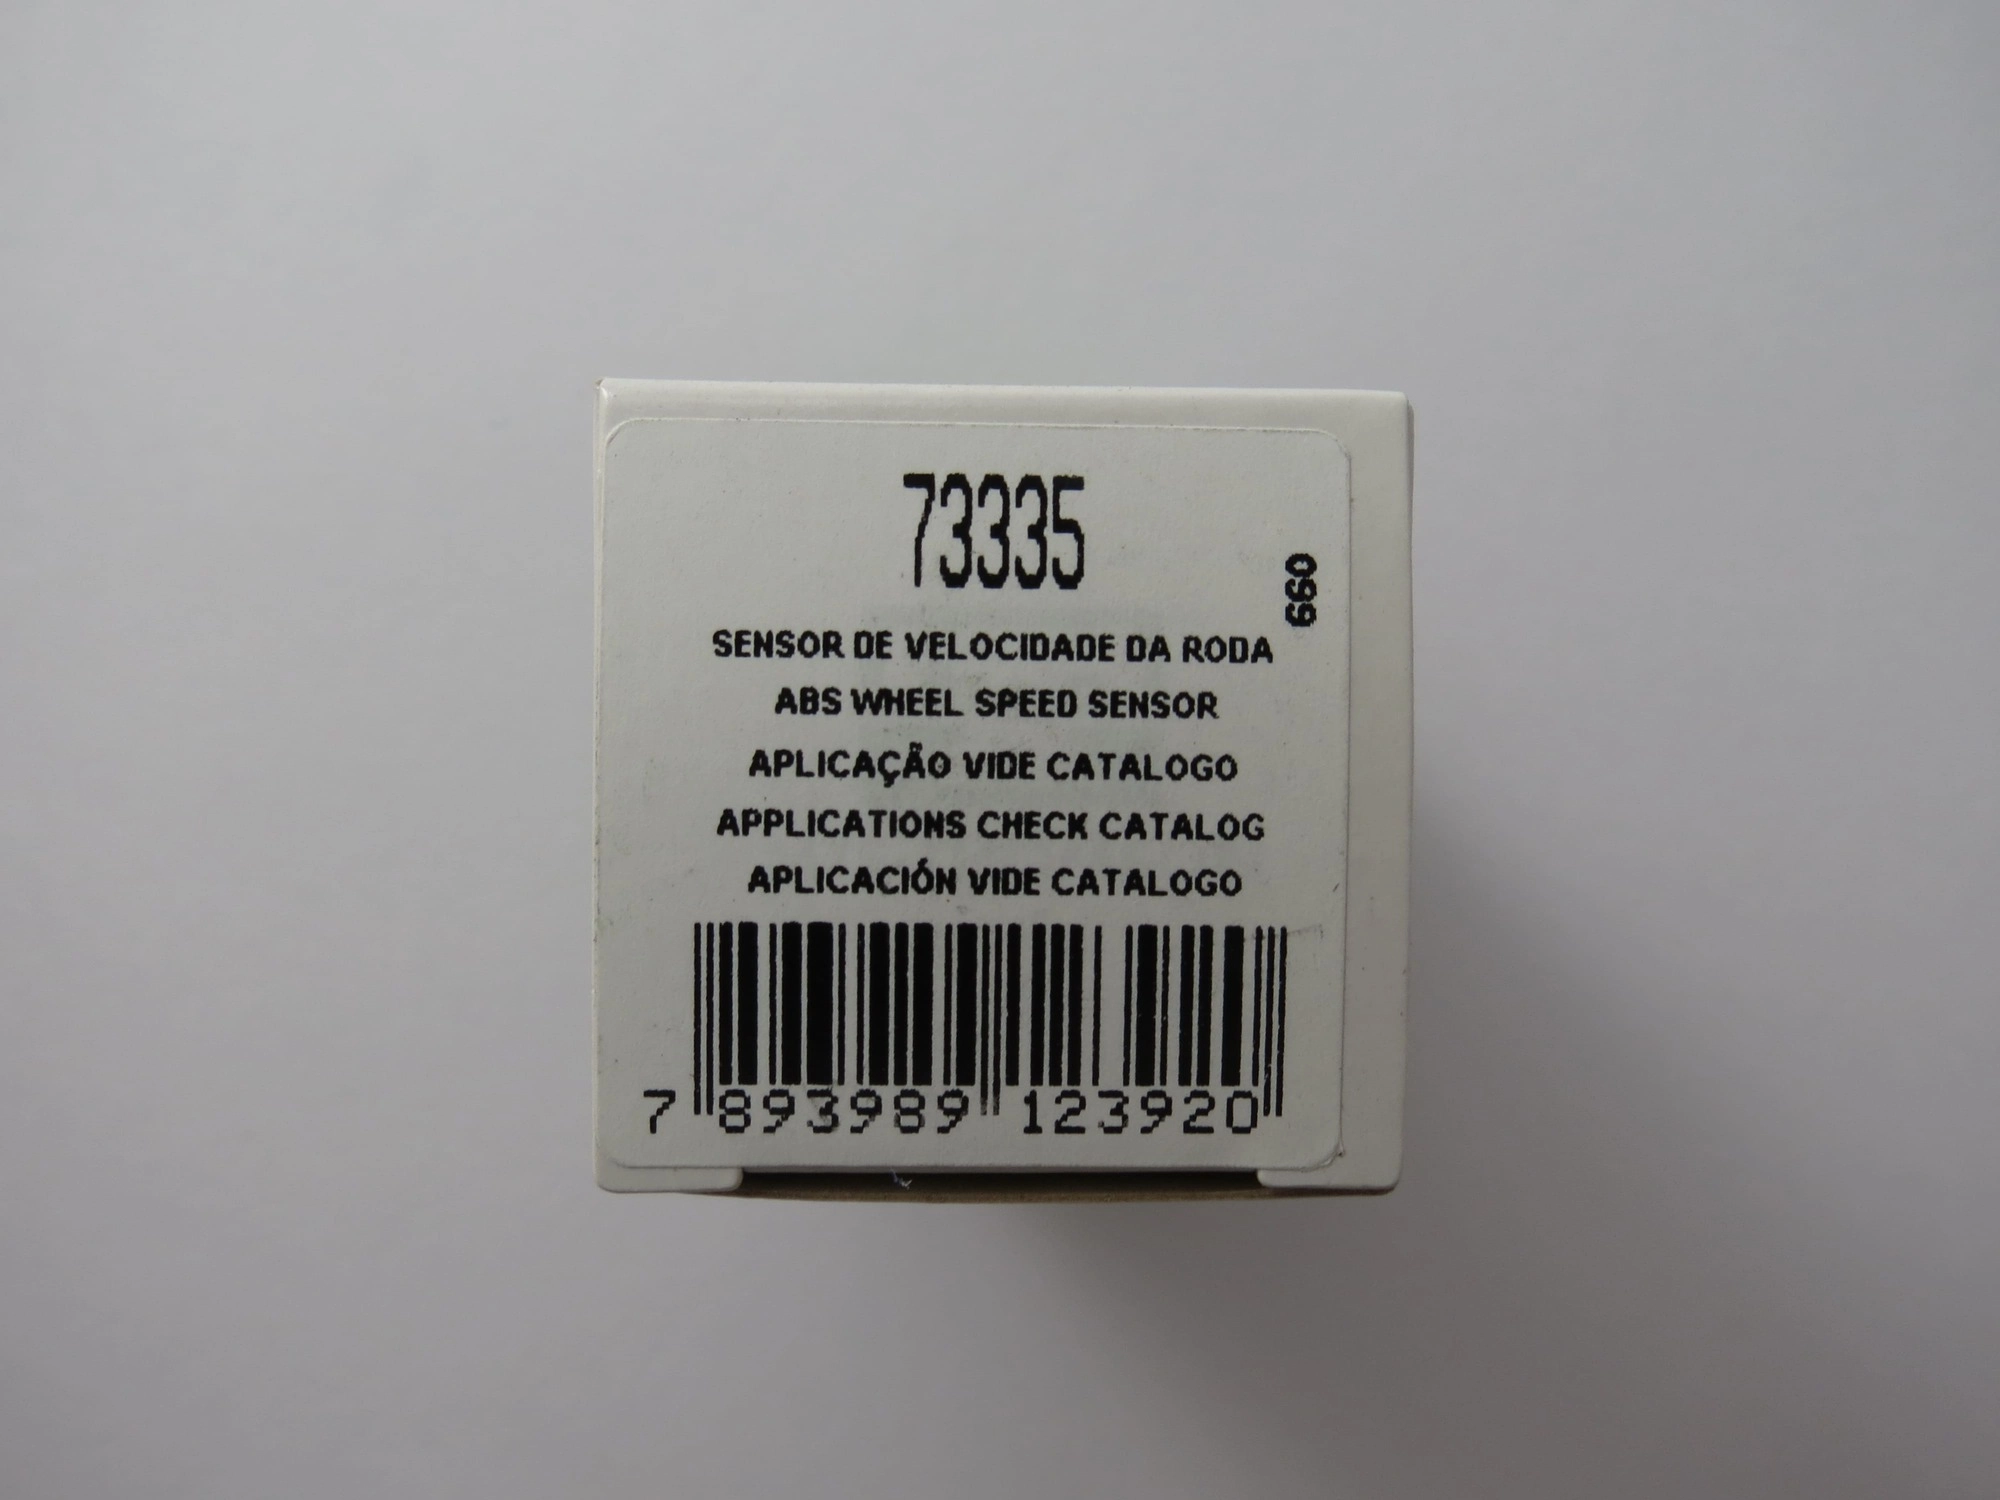 73335
660
SENSOR DE VELOCIDADE DA RODA
ABS WHEEL SPEED SENSOR
APLICAÇÃO VIDE CATALOGO
APPLICATIONS CHECK CATALOG
APLICACIÓN VIDE CATALOGO
7 893989 123920